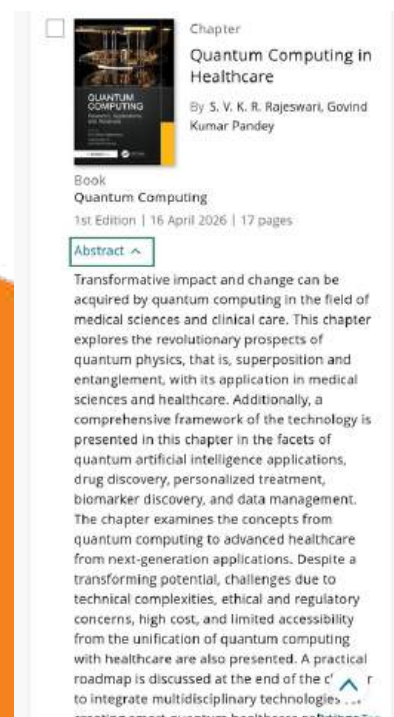 Chapter
Quantum Computing in
Healthcare
By S. V. K. R. Rajeswari, Govind
Kumar Pandey
QUANTUM
COMPUTING
Book
Quantum Computing
1st Edition | 16 April 2026 | 17 pages
Abstract
Transformative impact and change can be
acquired by quantum computing in the field of
medical sciences and clinical care. This chapter
explores the revolutionary prospects of
quantum physics, that is, superposition and
entanglement, with its application in medical
sciences and healthcare. Additionally, a
comprehensive framework of the technology is
presented in this chapter in the facets of
quantum artificial intelligence applications,
drug discovery, personalized treatment,
biomarker discovery, and data management.
The chapter examines the concepts from
quantum computing to advanced healthcare
from next-generation applications. Despite a
transforming potential, challenges due to
technical complexities, ethical and regulatory
concerns, high cost, and limited accessibility
from the unification of quantum computing
with healthcare are also presented. A practical
roadmap is discussed at the end of the
to integrate multidisciplinary technologies